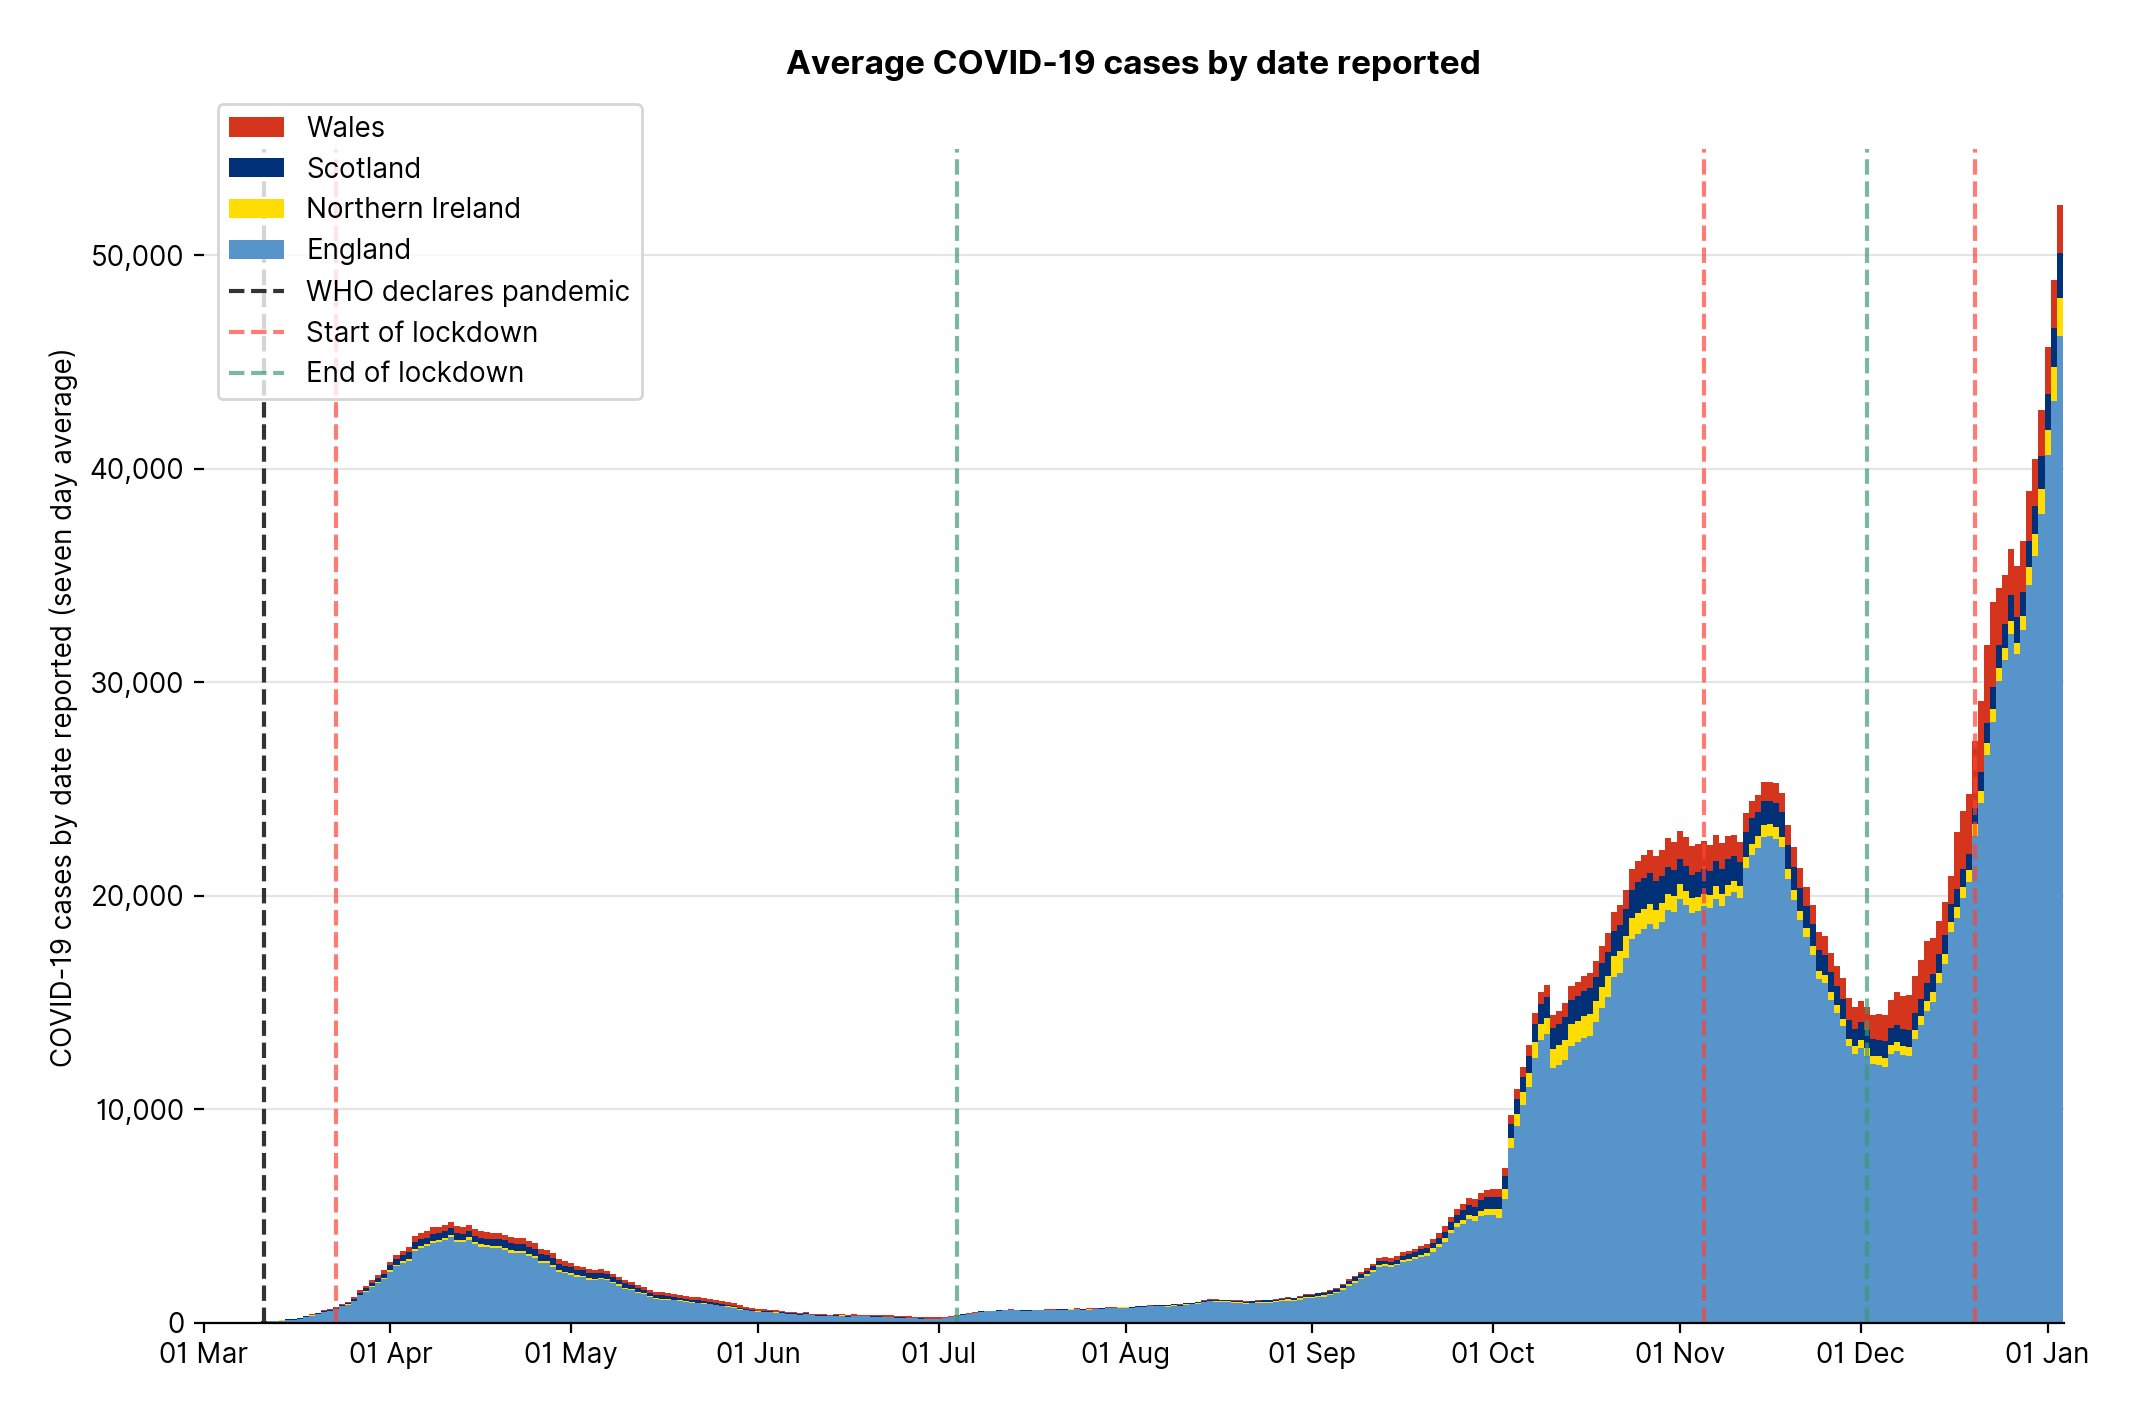 Average COVID-19 cases by date reported
Wales
Scotland
Northern Ireland
England
WHO declares pandemic
Start of lockdown
End of lockdown
COVID-19 cases by date reported (seven day average)
50,000
40,000
30,000
20,000
10,000
0
01 Mar 01 Apr 01 May 01 Jun 01 Jul 01 Aug 01 Sep 01 Oct 01 Nov 01 Dec 01 Jan